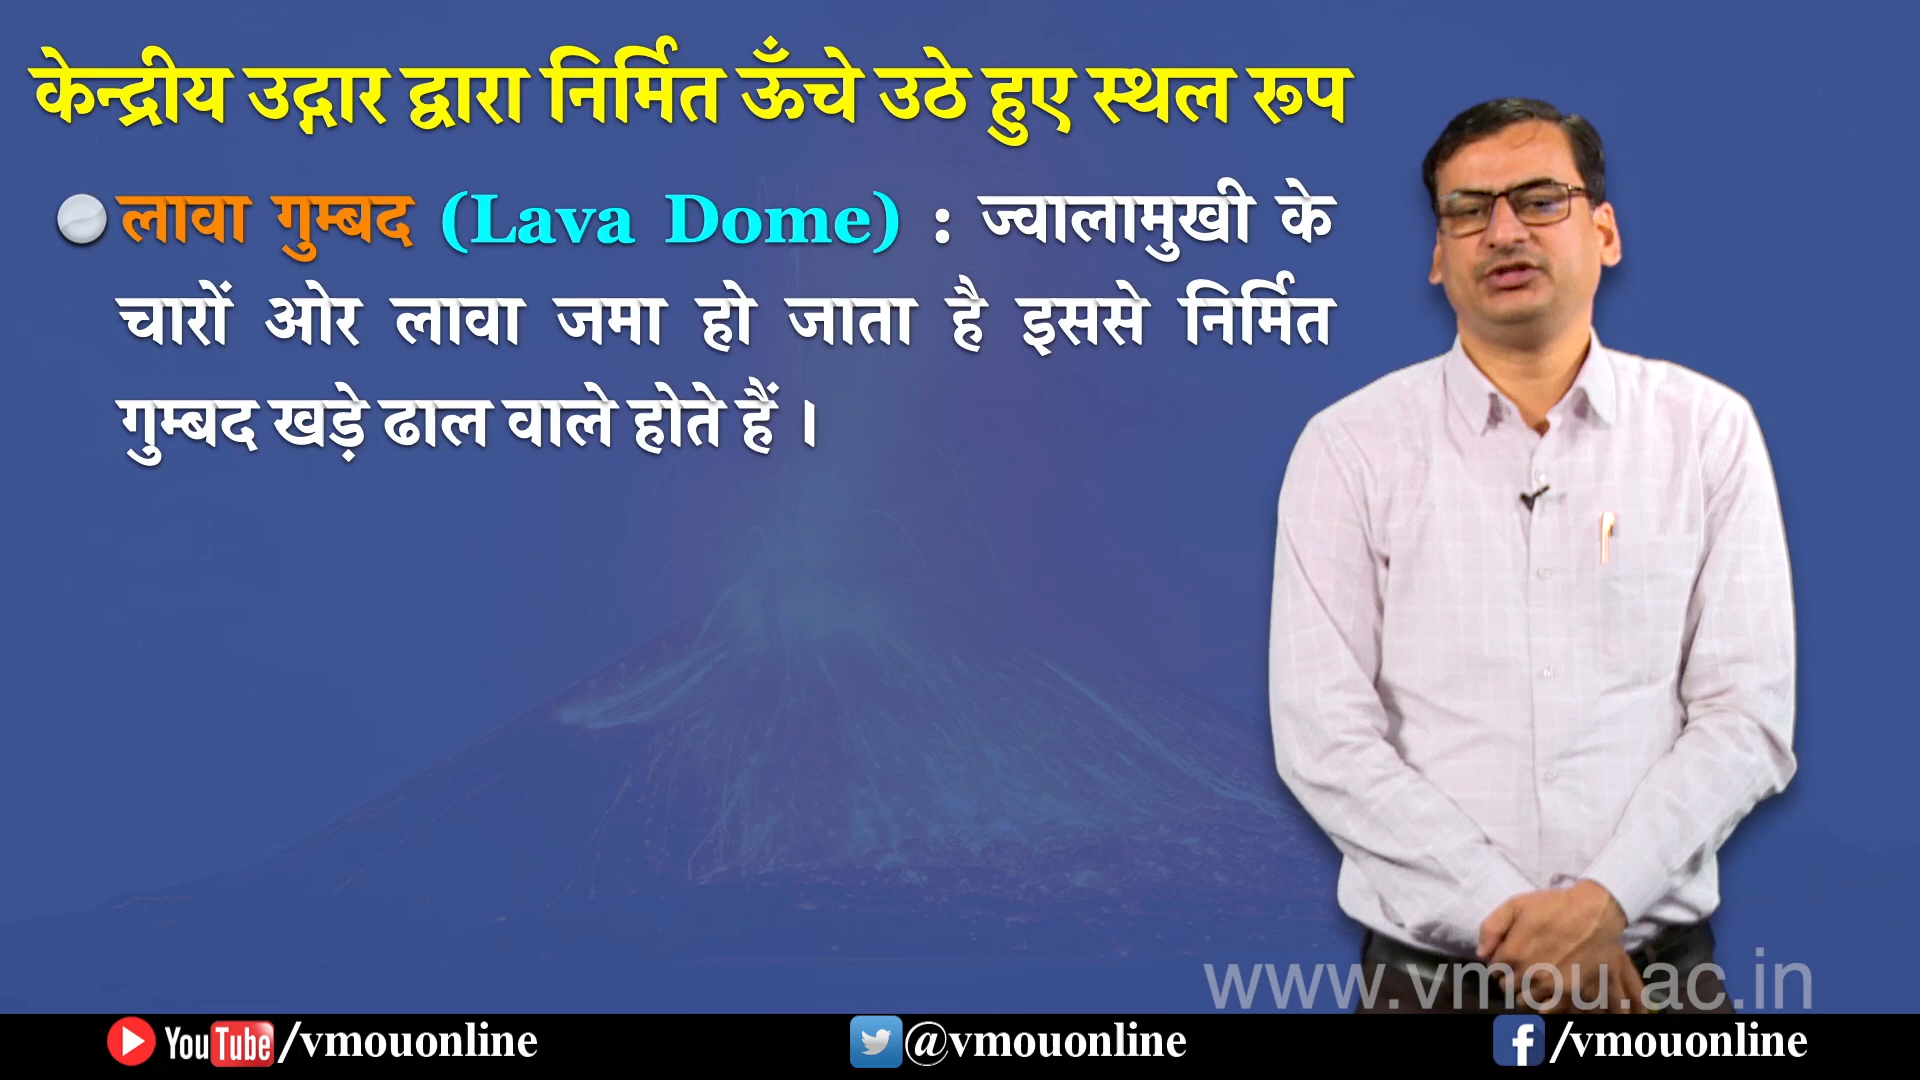 केन्द्रीय उद्गार द्वारा निर्मित ऊँचे उठे हुए स्थल रूप
लावा गुम्बद (Lava Dome) : ज्वालामुखी के
चारों ओर लावा जमा हो जाता है इससे निर्मित
गुम्बद खड़े ढाल वाले होते हैं ।
www.vmou.ac.in
YouTube /vmouonline
@vmouonline
f /vmouonline